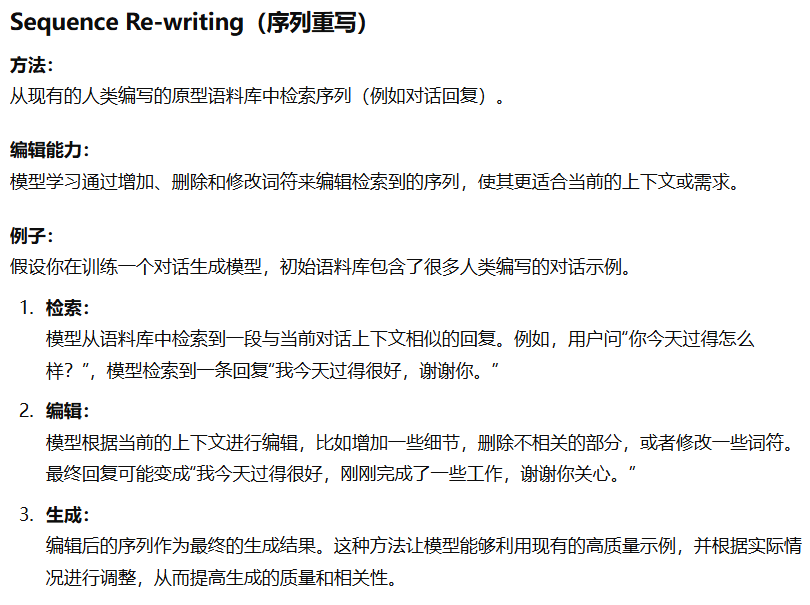 Sequence Re-writing（序列重写）
方法：
从现有的人类编写的原型语料库中检索序列（例如对话回复）。
编辑能力：
模型学习通过增加、删除和修改词符来编辑检索到的序列，使其更适合当前的上下文或需求。
例子：
假设你在训练一个对话生成模型，初始语料库包含了很多人类编写的对话示例。
1. 检索：
模型从语料库中检索到一段与当前对话上下文相似的回复。例如，用户问“你今天过得怎么
样？”，模型检索到一条回复“我今天过得很好，谢谢你。”
2. 编辑：
模型根据当前的上下文进行编辑，比如增加一些细节，删除不相关的部分，或者修改一些词符。
最终回复可能变成“我今天过得很好，刚刚完成了一些工作，谢谢你关心。”
3. 生成：
编辑后的序列作为最终的生成结果。这种方法让模型能够利用现有的高质量示例，并根据实际情
况进行调整，从而提高生成的质量和相关性。